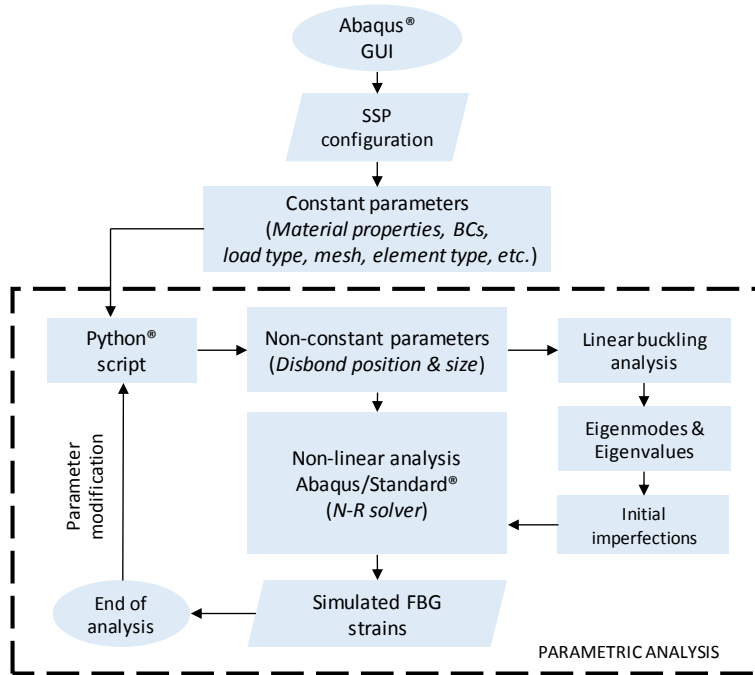 Abaqus®
GUI
SSP
configuration
Constant parameters
(Material properties, BCs,
load type, mesh, element type, etc.)
Python®
script
Non-constant parameters
(Disbond position & size)
Linear buckling
analysis
Eigenmodes &
Eigenvalues
Initial
imperfections
Non-linear analysis
Abaqus/Standard®
(N-R solver)
Parameter
modification
Simulated FBG
strains
End of
analysis
PARAMETRIC ANALYSIS